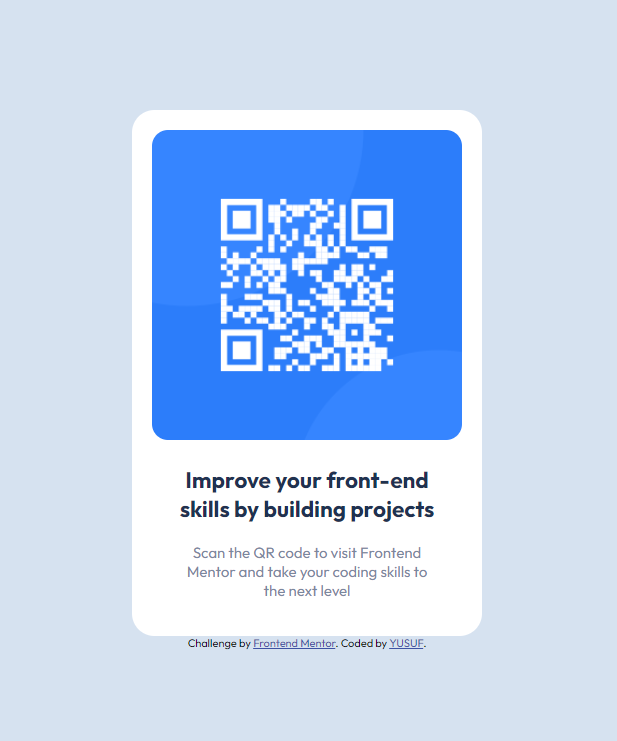 Improve your front-end
skills by building projects
Scan the QR code to visit Frontend
Mentor and take your coding skills to
the next level
Challenge by Frontend Mentor. Coded by YUSUF.